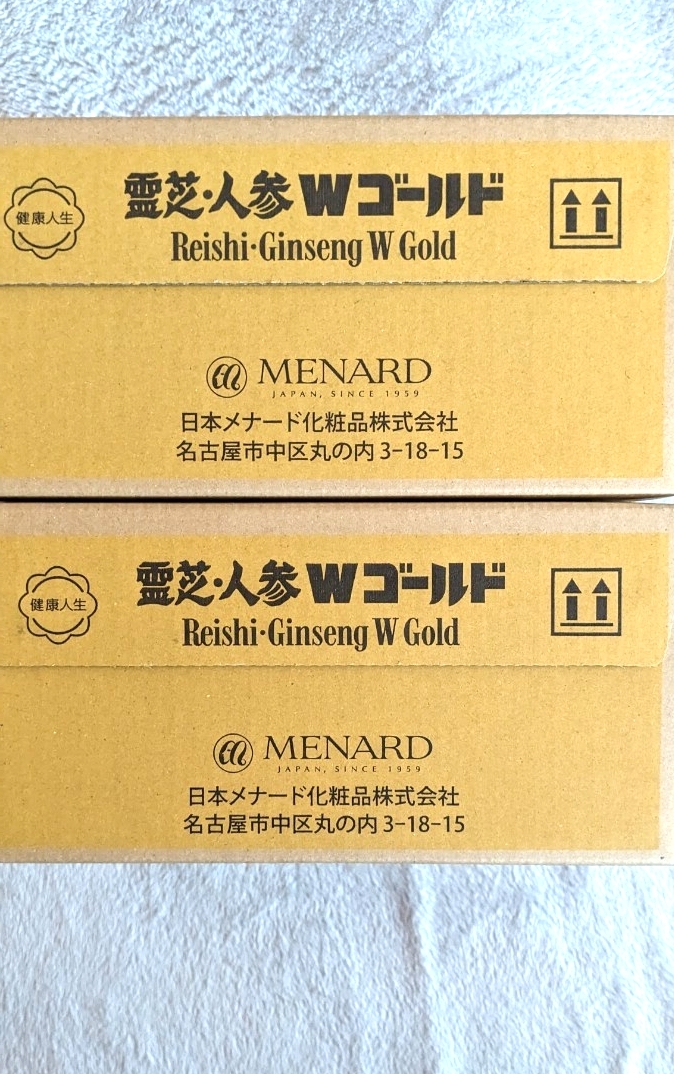 健康人生
霊芝・人参Wゴールド
Reishi・Ginseng W Gold
MENARD
JAPAN, SINCE 1959
日本メナード化粧品株式会社
名古屋市中区丸の内3-18-15
健康人生
霊芝・人参Wゴールド
Reishi・Ginseng W Gold
MENARD
JAPAN, SINCE 1959
日本メナード化粧品株式会社
名古屋市中区丸の内3-18-15